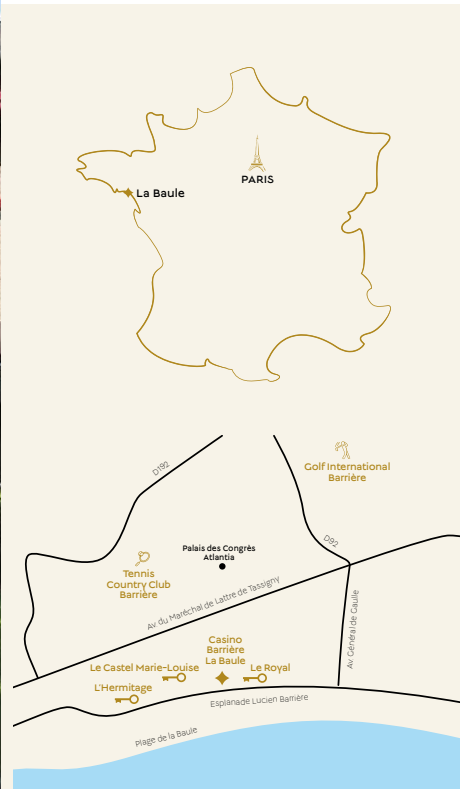 PARIS
La Baule
D192
Golf International
Barrière
D92
Palais des Congrès
Atlantia
Tennis
Country Club
Barrière
Av. du Maréchal de Lattre de Tassigny
Av. Général de Gaulle
Casino
Barrière
La Baule
Le Castel Marie-Louise
Le Royal
L'Hermitage
Esplanade Lucien Barrière
Plage de la Baule